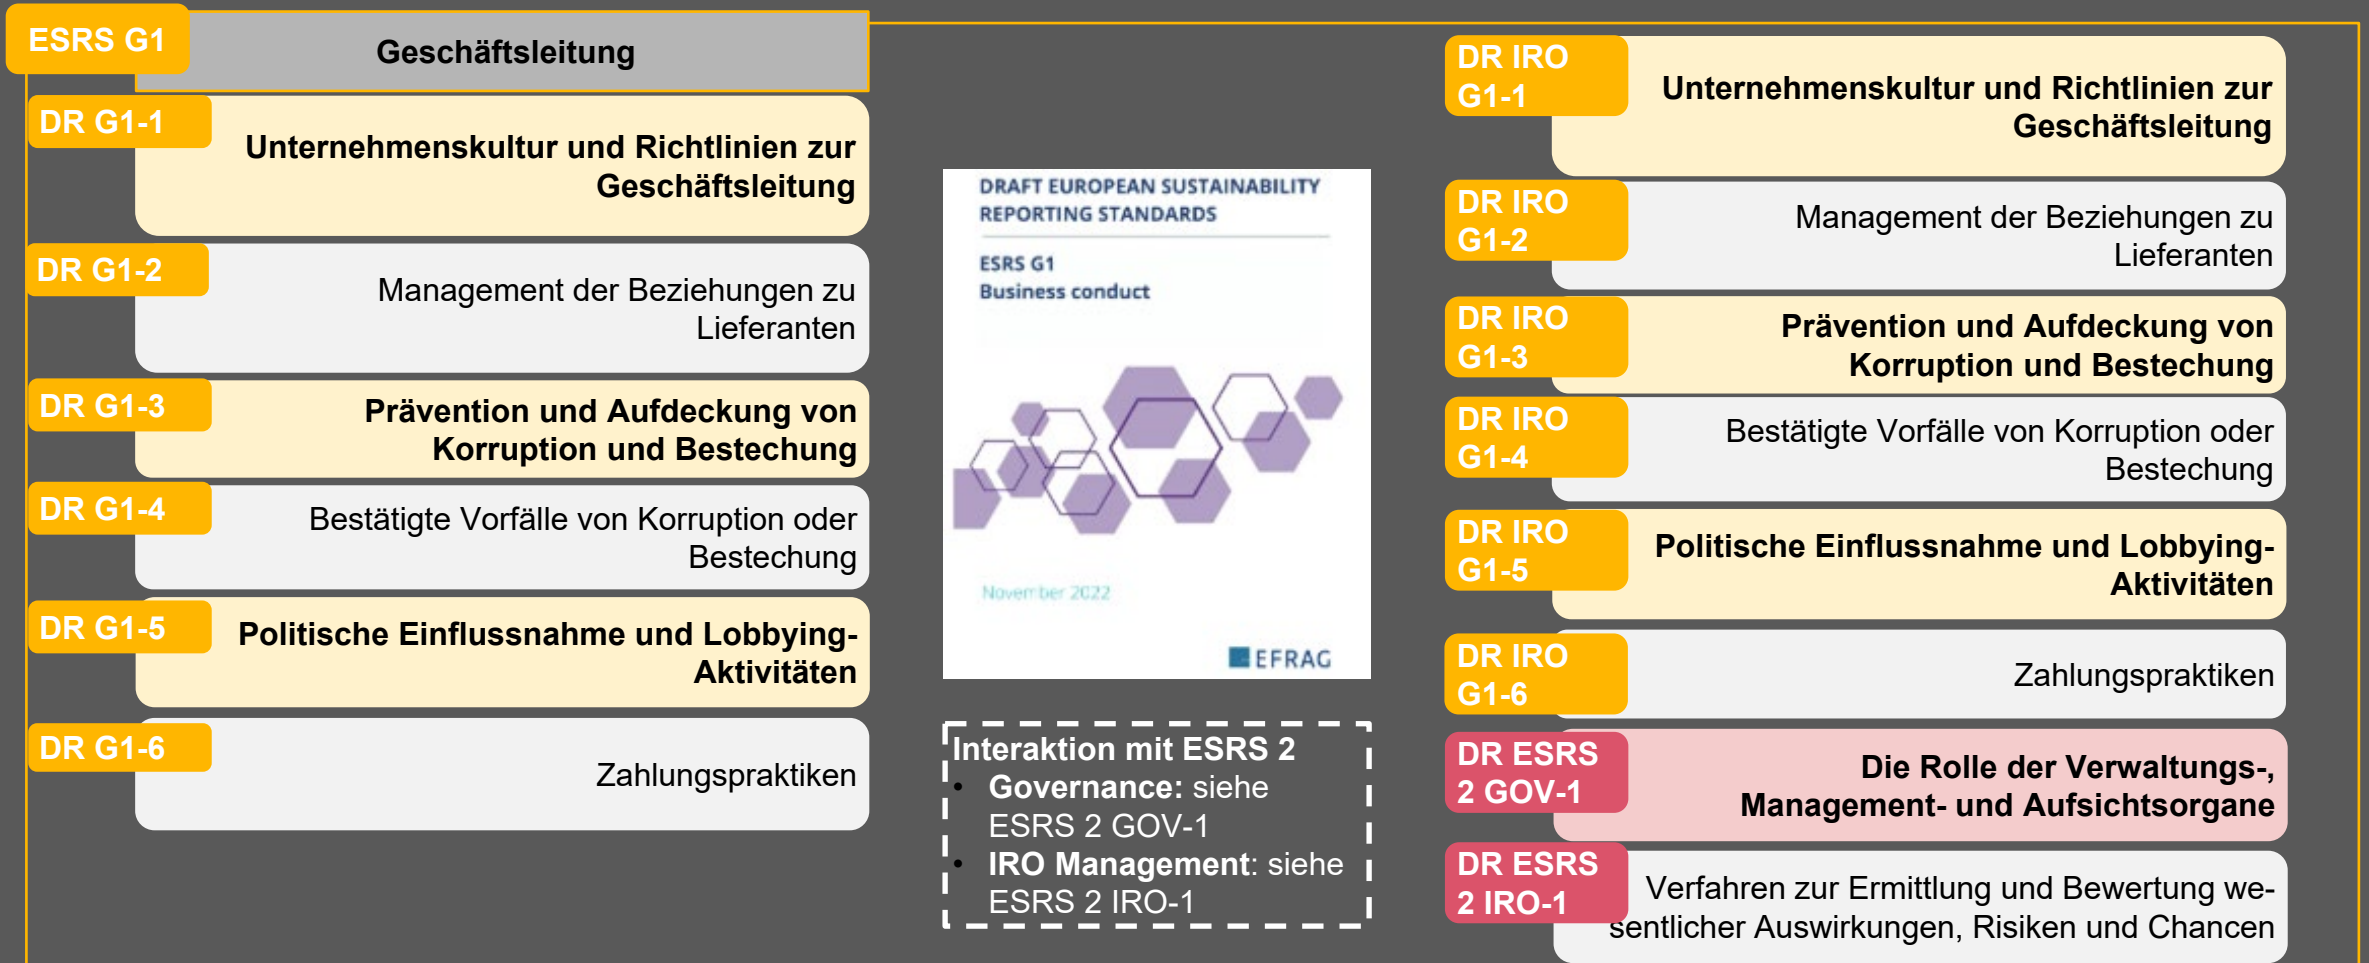 ESRS G1
Geschäftsleitung
DR G1-1
Unternehmenskultur und Richtlinien zur
Geschäftsleitung
DR G1-2
Management der Beziehungen zu
Lieferanten
DR G1-3
Prävention und Aufdeckung von
Korruption und Bestechung
DR G1-4
Bestätigte Vorfälle von Korruption oder
Bestechung
DR G1-5
Politische Einflussnahme und Lobbying-
Aktivitäten
DR G1-6
Zahlungspraktiken
DRAFT EUROPEAN SUSTAINABILITY
REPORTING STANDARDS
ESRS G1
Business conduct
November 2022
EFRAG
Interaktion mit ESRS 2
• Governance: siehe
ESRS 2 GOV-1
• IRO Management: siehe
ESRS 2 IRO-1
DR IRO
G1-1
Unternehmenskultur und Richtlinien zur
Geschäftsleitung
DR IRO
G1-2
Management der Beziehungen zu
Lieferanten
DR IRO
G1-3
Prävention und Aufdeckung von
Korruption und Bestechung
DR IRO
G1-4
Bestätigte Vorfälle von Korruption oder
Bestechung
DR IRO
G1-5
Politische Einflussnahme und Lobbying-
Aktivitäten
DR IRO
G1-6
Zahlungspraktiken
DR ESRS
2 GOV-1
Die Rolle der Verwaltungs-,
Management- und Aufsichtsorgane
DR ESRS
2 IRO-1
Verfahren zur Ermittlung und Bewertung we-
sentlicher Auswirkungen, Risiken und Chancen